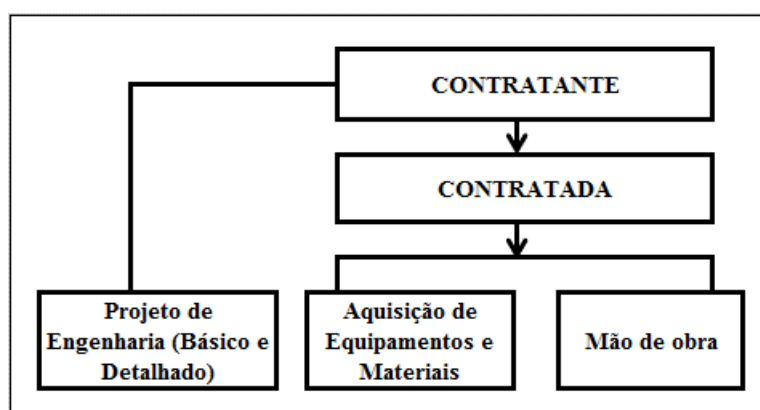 CONTRATANTE
CONTRATADA
Projeto de
Engenharia (Básico e
Detalhado)
Aquisição de
Equipamentos e
Materiais
Mão de obra